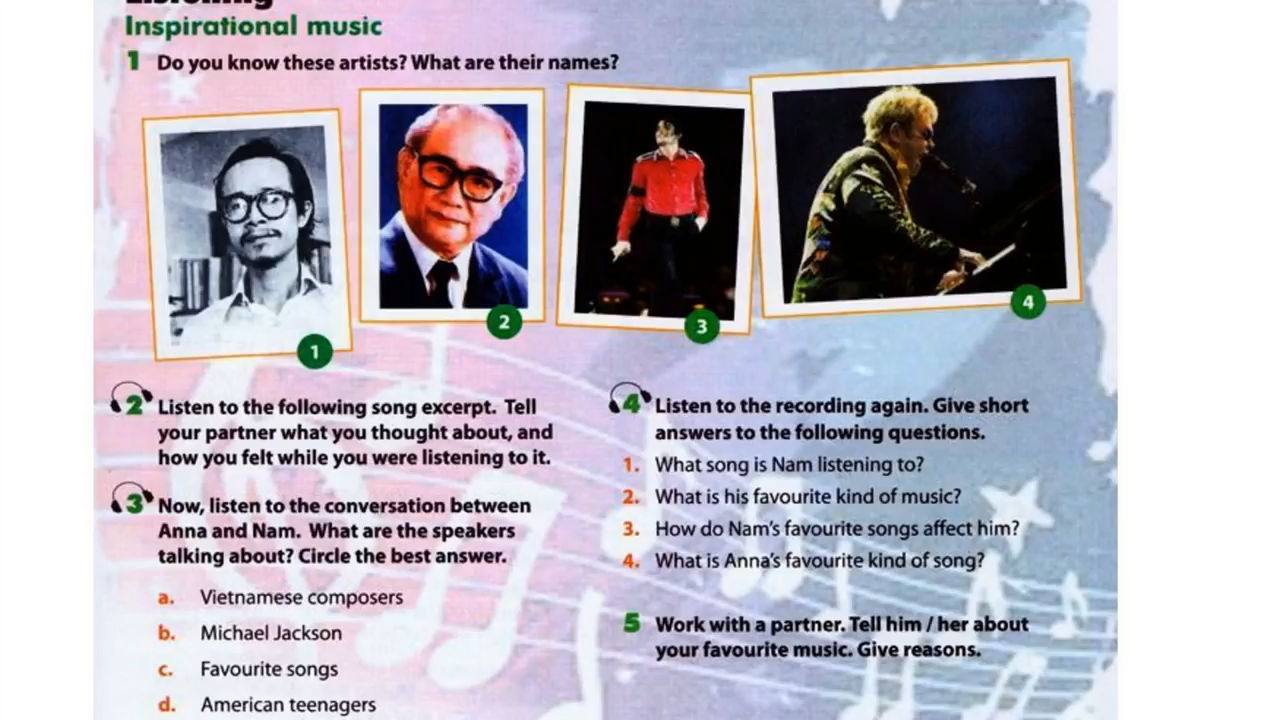 Listening
Inspirational music
1 Do you know these artists? What are their names?
1
2
3
4
2 Listen to the following song excerpt. Tell
your partner what you thought about, and
how you felt while you were listening to it.
3 Now, listen to the conversation between
Anna and Nam. What are the speakers
talking about? Circle the best answer.
a. Vietnamese composers
b. Michael Jackson
c. Favourite songs
d. American teenagers
4 Listen to the recording again. Give short
answers to the following questions.
1. What song is Nam listening to?
2. What is his favourite kind of music?
3. How do Nam's favourite songs affect him?
4. What is Anna's favourite kind of song?
5 Work with a partner. Tell him / her about
your favourite music. Give reasons.